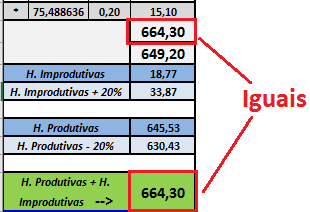 * 75,488636 0,20 15,10
664,30
649,20
H. Improdutivas 18,77
H. Improdutivas + 20% 33,87
Iguais
H. Produtivas 645,53
H. Produtivas - 20% 630,43
H. Produtivas + H.
Improdutivas --> 664,30